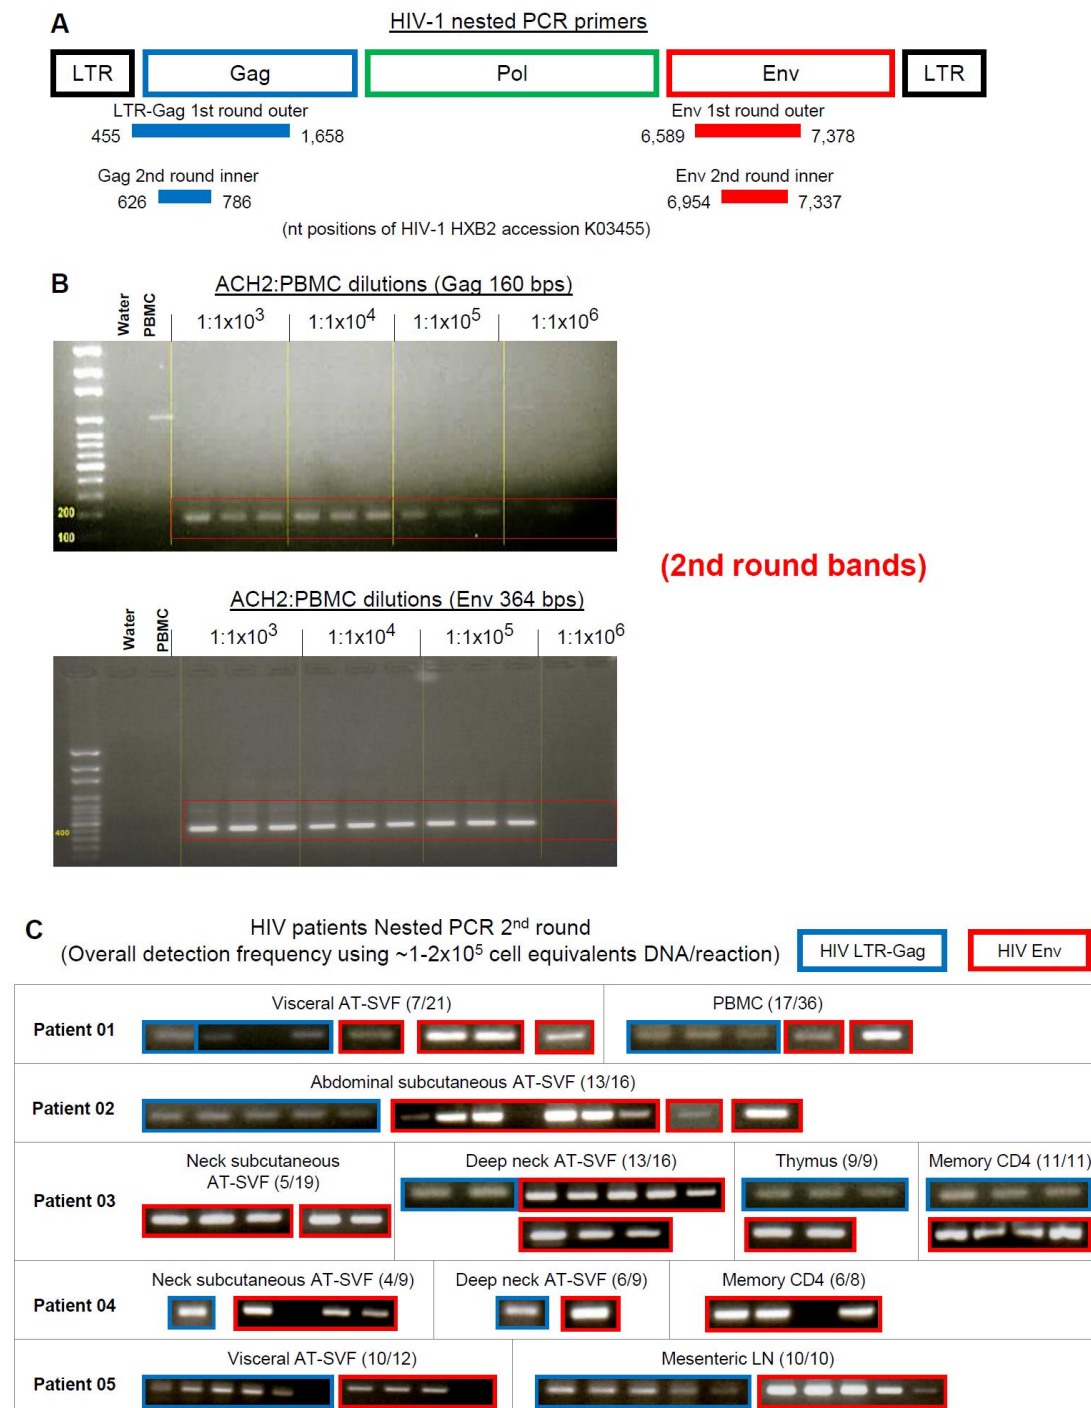 A
HIV-1 nested PCR primers
LTR Gag Pol Env LTR
LTR-Gag 1st round outer Env 1st round outer
455 1,658 6,589 7,378
Gag 2nd round inner Env 2nd round inner
626 786 6,954 7,337
(nt positions of HIV-1 HXB2 accession K03455)
B
ACH2:PBMC dilutions (Gag 160 bps)
Water PBMC 1:1x10³ 1:1x10⁴ 1:1x10⁵ 1:1x10⁶
200
100
(2nd round bands)
ACH2:PBMC dilutions (Env 364 bps)
Water PBMC 1:1x10³ 1:1x10⁴ 1:1x10⁵ 1:1x10⁶
400
C
HIV patients Nested PCR 2ⁿᵈ round
(Overall detection frequency using ~1-2x10⁵ cell equivalents DNA/reaction)
HIV LTR-Gag HIV Env
Visceral AT-SVF (7/21) PBMC (17/36)
Patient 01
Abdominal subcutaneous AT-SVF (13/16)
Patient 02
Neck subcutaneous
AT-SVF (5/19)
Deep neck AT-SVF (13/16) Thymus (9/9) Memory CD4 (11/11)
Patient 03
Neck subcutaneous AT-SVF (4/9) Deep neck AT-SVF (6/9) Memory CD4 (6/8)
Patient 04
Visceral AT-SVF (10/12) Mesenteric LN (10/10)
Patient 05